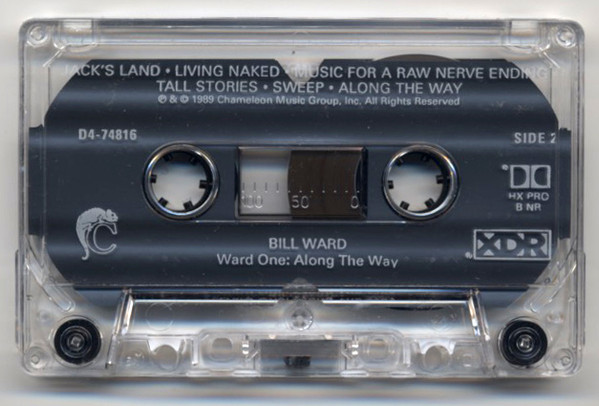 JACK'S LAND • LIVING NAKED • MUSIC FOR A RAW NERVE ENDING
TALL STORIES • SWEEP • ALONG THE WAY
℗ & © 1989 Chameleon Music Group, Inc. All Rights Reserved
D4-74816
SIDE 2
100 50 0
HX PRO
B NR
C
XDR®
BILL WARD
Ward One: Along The Way